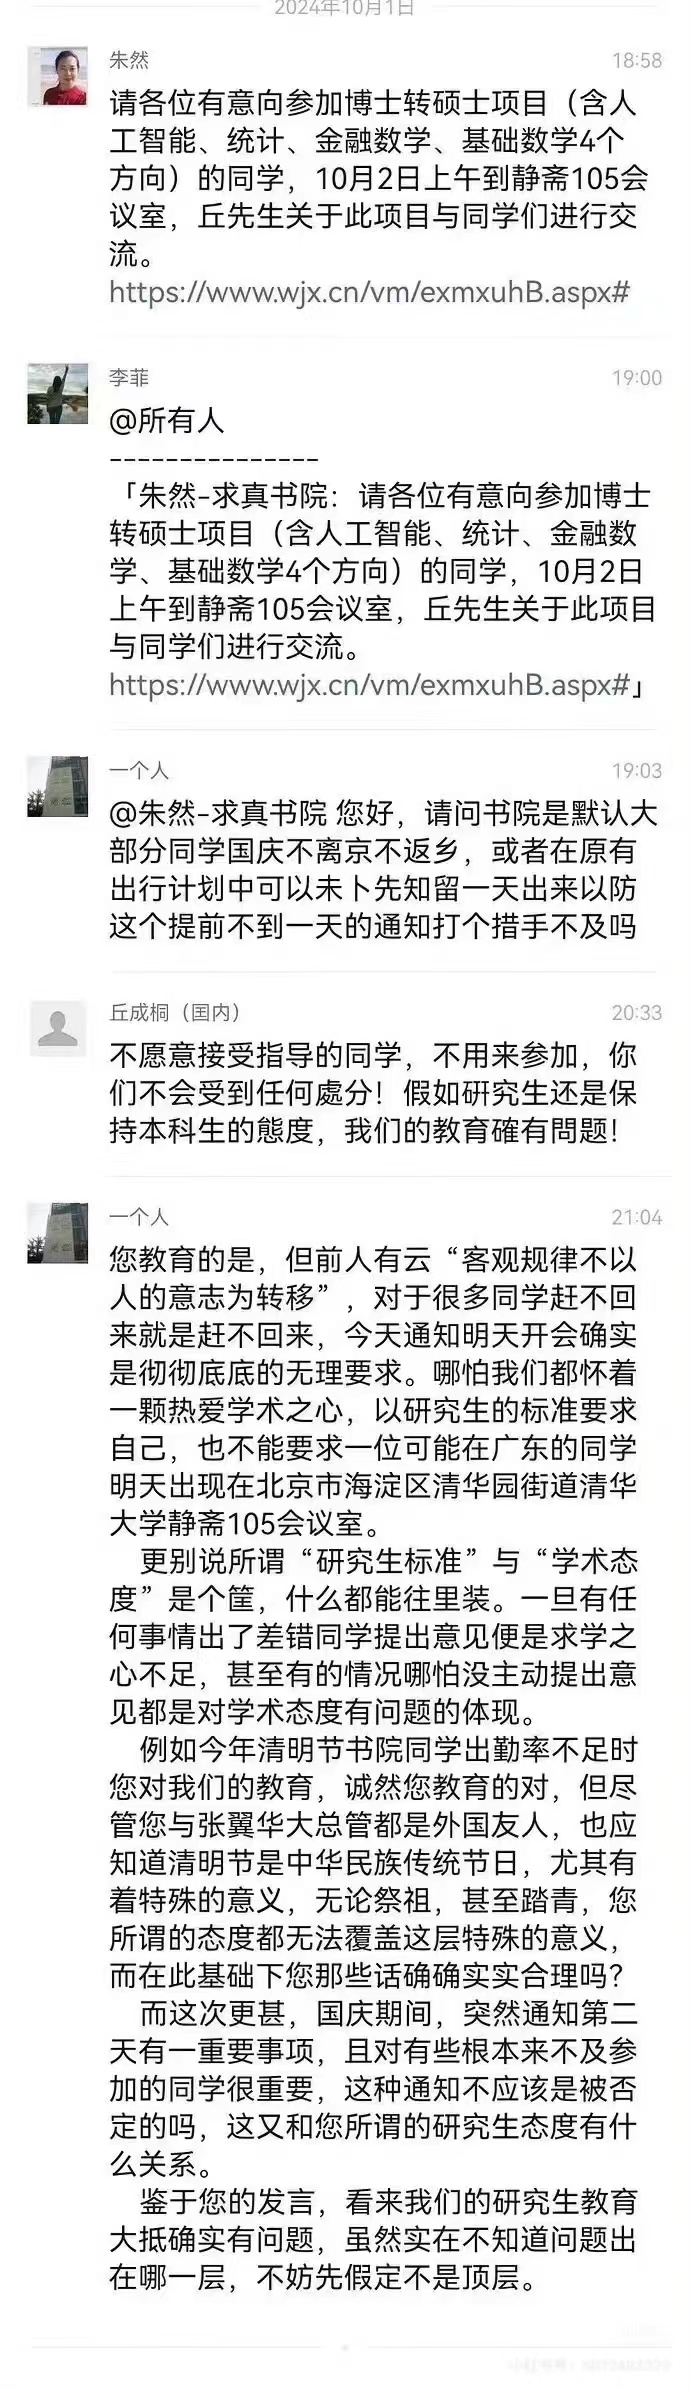 2024年10月1日
朱然
18:58
请各位有意向参加博士转硕士项目（含人
工智能、统计、金融数学、基础数学4个
方向）的同学，10月2日上午到静斋105会
议室，丘先生关于此项目与同学们进行交
流。
https://www.wjx.cn/vm/exmxuhB.aspx#
李菲
19:00
@所有人
---------------
「朱然-求真书院：请各位有意向参加博士
转硕士项目（含人工智能、统计、金融数
学、基础数学4个方向）的同学，10月2日
上午到静斋105会议室，丘先生关于此项目
与同学们进行交流。
https://www.wjx.cn/vm/exmxuhB.aspx#」
一个人
19:03
@朱然-求真书院 您好，请问书院是默认大
部分同学国庆不离京不返乡，或者在原有
出行计划中可以未卜先知留一天出来以防
这个提前不到一天的通知打个措手不及吗
丘成桐（国内）
20:33
不愿意接受指导的同学，不用来参加，你
们不会受到任何處分！假如研究生还是保
持本科生的態度，我们的教育確有問題！
一个人
21:04
您教育的是，但前人有云“客观规律不以
人的意志为转移”，对于很多同学赶不回
来就是赶不回来，今天通知明天开会确实
是彻彻底底的无理要求。哪怕我们都怀着
一颗热爱学术之心，以研究生的标准要求
自己，也不能要求一位可能在广东的同学
明天出现在北京市海淀区清华园街道清华
大学静斋105会议室。
更别说所谓“研究生标准”与“学术态
度”是个筐，什么都能往里装。一旦有任
何事情出了差错同学提出意见便是求学之
心不足，甚至有的情况哪怕没主动提出意
见都是对学术态度有问题的体现。
例如今年清明节书院同学出勤率不足时
您对我们的教育，诚然您教育的对，但尽
管您与张翼华大总管都是外国友人，也应
知道清明节是中华民族传统节日，尤其有
着特殊的意义，无论祭祖，甚至踏青，您
所谓的态度都无法覆盖这层特殊的意义，
而在此基础下您那些话确确实实合理吗？
而这次更甚，国庆期间，突然通知第二
天有一重要事项，且对有些根本来不及参
加的同学很重要，这种通知不应该是被否
定的吗，这又和您所谓的研究生态度有什
么关系。
鉴于您的发言，看来我们的研究生教育
大抵确实有问题，虽然实在不知道问题出
在哪一层，不妨先假定不是顶层。